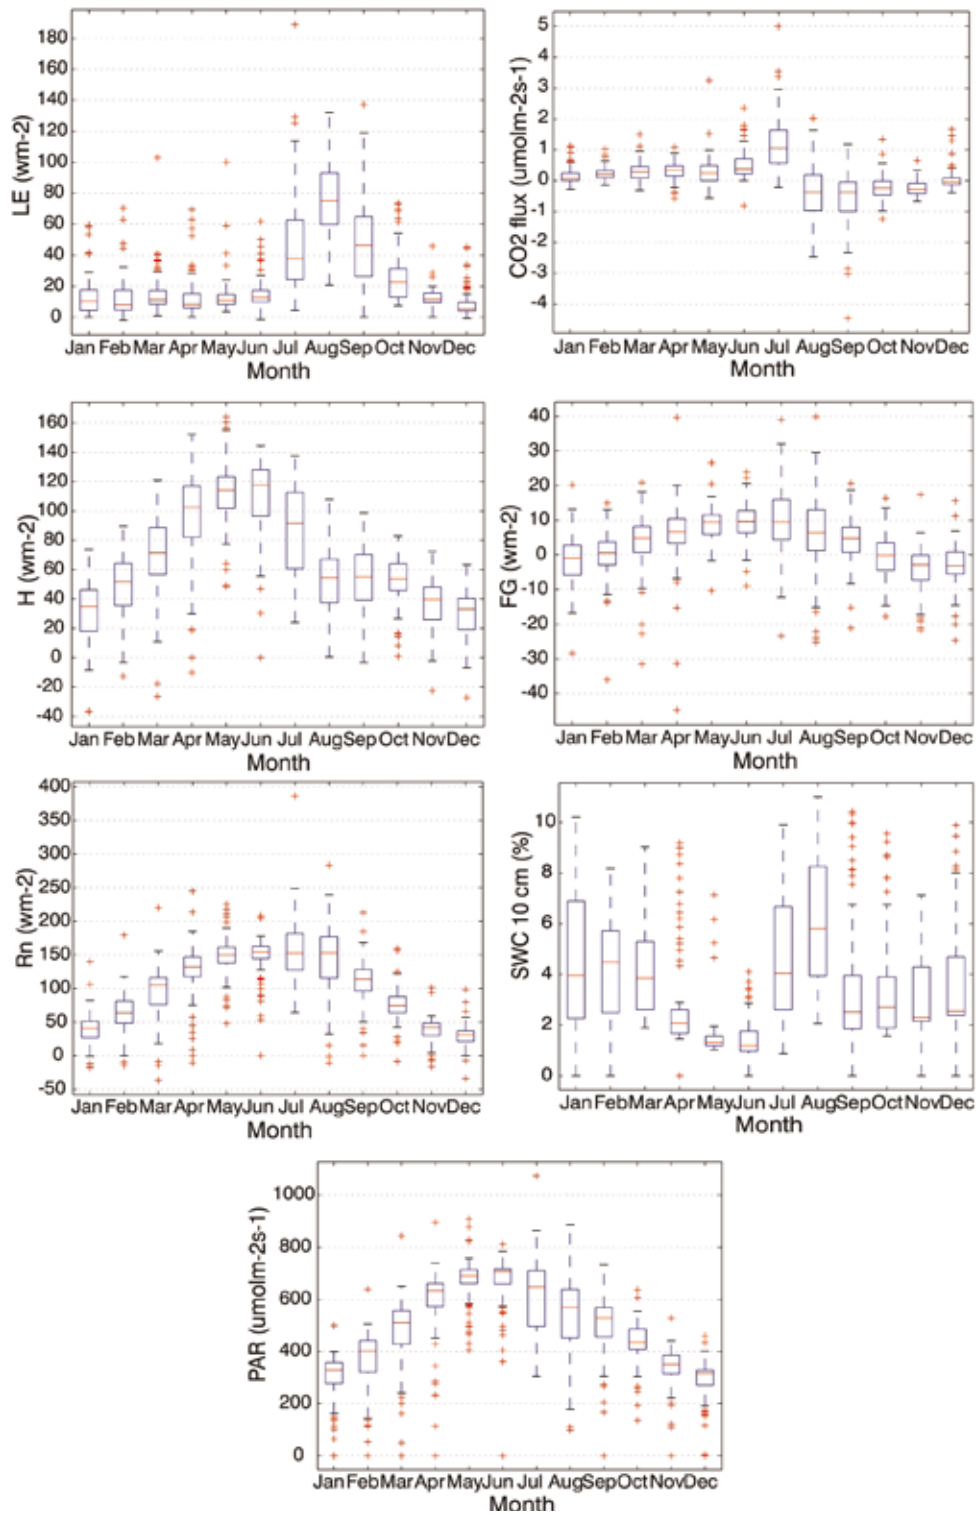 LE (wm-2)
180
160
140
120
100
80
60
40
20
0
Jan Feb Mar Apr May Jun Jul Aug Sep Oct Nov Dec
Month
CO2 flux (umolm-2s-1)
5
4
3
2
1
0
-1
-2
-3
-4
Jan Feb Mar Apr May Jun Jul Aug Sep Oct Nov Dec
Month
H (wm-2)
160
140
120
100
80
60
40
20
0
-20
-40
Jan Feb Mar Apr May Jun Jul Aug Sep Oct Nov Dec
Month
FG (wm-2)
40
30
20
10
0
-10
-20
-30
-40
Jan Feb Mar Apr May Jun Jul Aug Sep Oct Nov Dec
Month
Rn (wm-2)
400
350
300
250
200
150
100
50
0
-50
Jan Feb Mar Apr May Jun Jul Aug Sep Oct Nov Dec
Month
SWC 10 cm (%)
10
8
6
4
2
0
Jan Feb Mar Apr May Jun Jul Aug Sep Oct Nov Dec
Month
PAR (umolm-2s-1)
1000
800
600
400
200
0
Jan Feb Mar Apr May Jun Jul Aug Sep Oct Nov Dec
Month